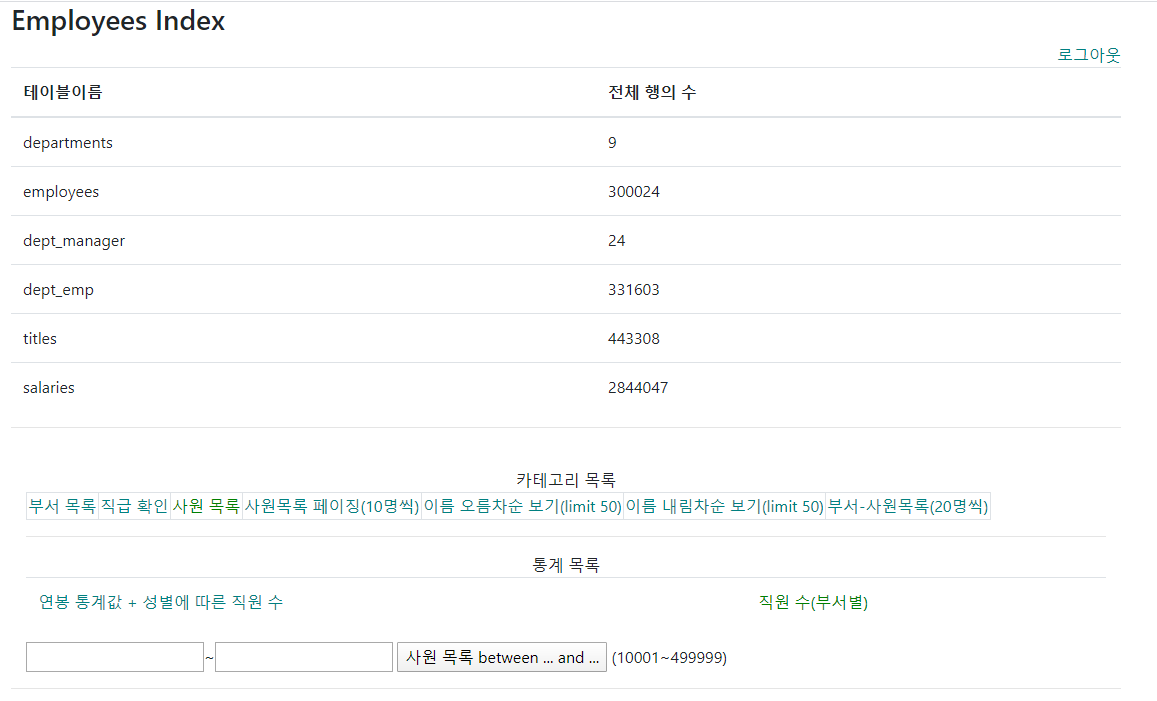 Employees Index
로그아웃
테이블이름 전체 행의 수
departments 9
employees 300024
dept_manager 24
dept_emp 331603
titles 443308
salaries 2844047
카테고리 목록
부서 목록 직급 확인 사원 목록 사원목록 페이징(10명씩) 이름 오름차순 보기(limit 50) 이름 내림차순 보기(limit 50) 부서-사원목록(20명씩)
통계 목록
연봉 통계값 + 성별에 따른 직원 수 직원 수(부서별)
~ 사원 목록 between ... and ... (10001~499999)